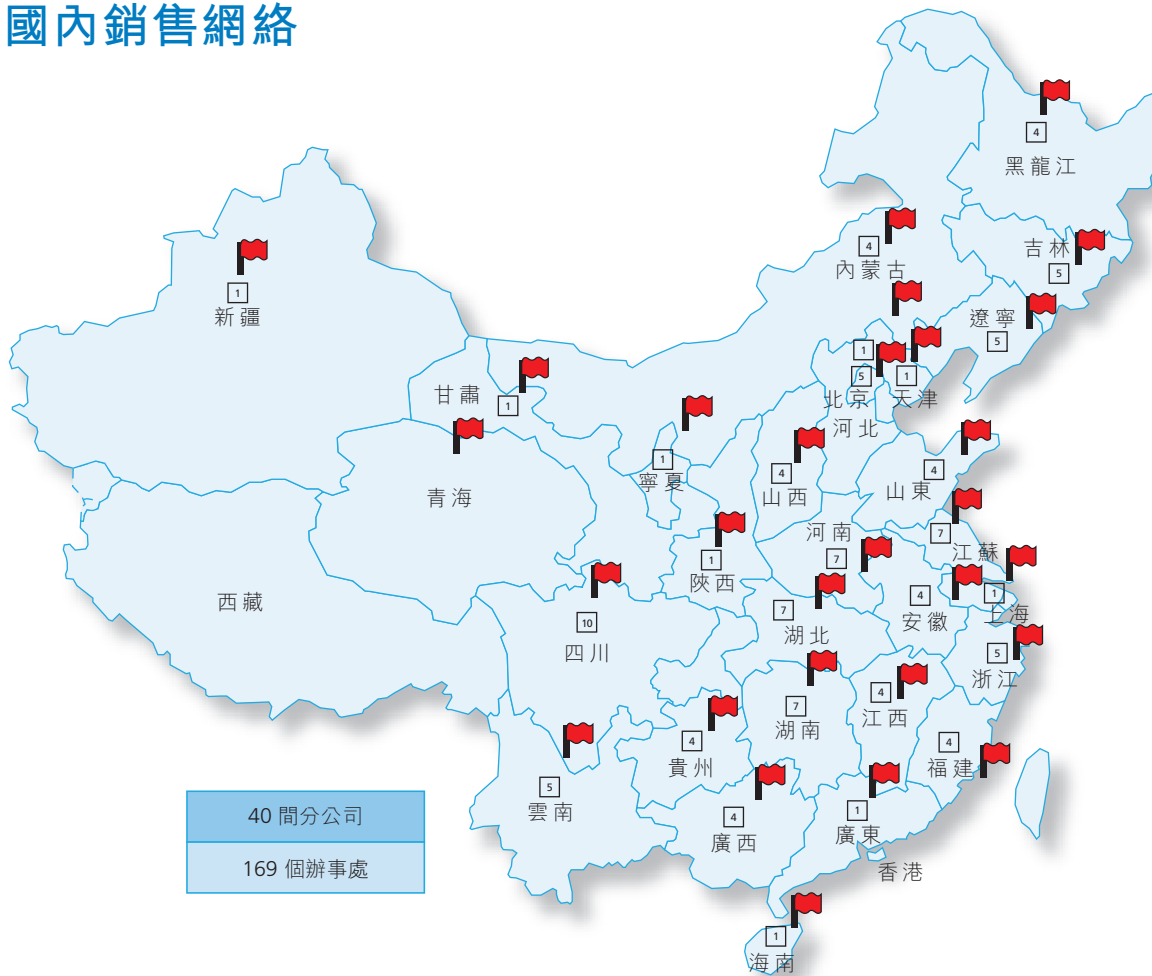 國內銷售網絡
4
黑龍江
吉林
5
4
內蒙古
遼寧
5
1
新疆
1
5
1
北京
天津
甘肅
1
河北
1
寧夏
4
山西
4
山東
青海
河南
7
7
江蘇
1
陝西
西藏
10
四川
7
湖北
4
安徽
1
上海
5
浙江
4
貴州
7
湖南
4
江西
4
福建
5
雲南
4
廣西
1
廣東
香港
40 間分公司
169 個辦事處
1
海南